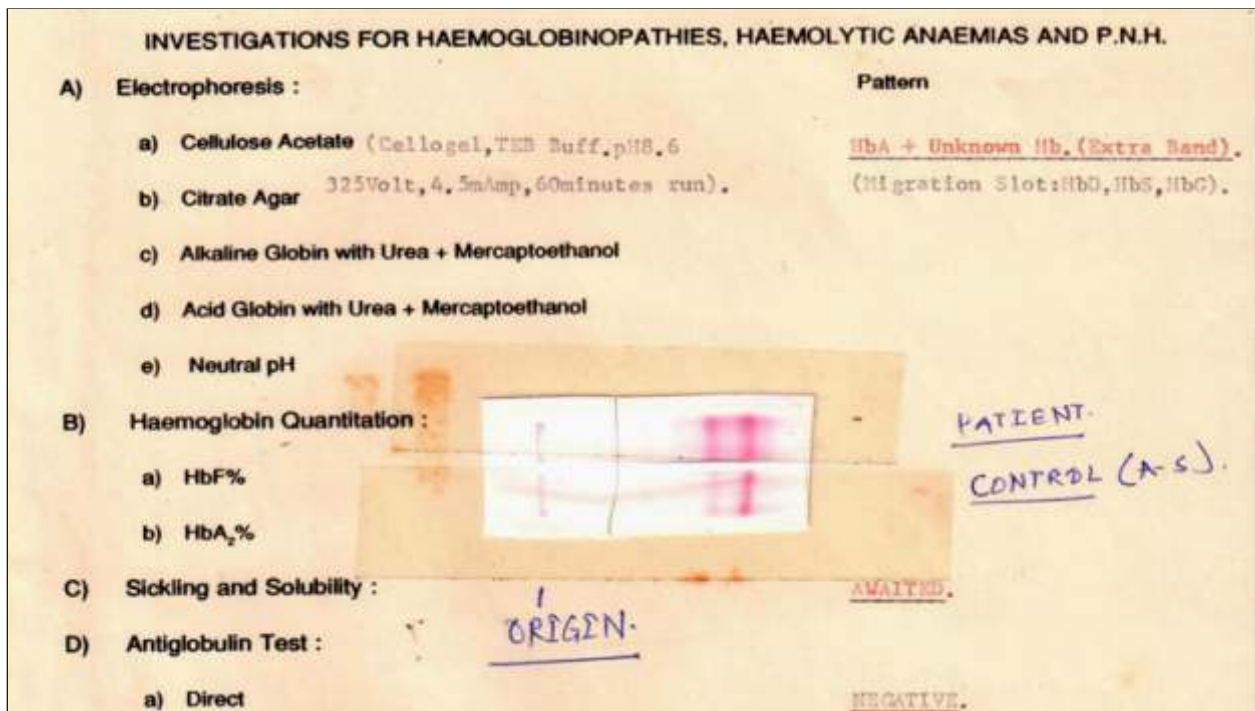 INVESTIGATIONS FOR HAEMOGLOBINOPATHIES, HAEMOLYTIC ANAEMIAS AND P.N.H.
A) Electrophoresis : Pattern
a) Cellulose Acetate (Cellogel,TEB Buff.pH8.6 HbA + Unknown Hb.(Extra Band).
325Volt,4.5mAmp,60minutes run). (Migration Slot:HbD,HbS,HbG).
b) Citrate Agar
c) Alkaline Globin with Urea + Mercaptoethanol
d) Acid Globin with Urea + Mercaptoethanol
e) Neutral pH
B) Haemoglobin Quantitation : PATIENT.
a) HbF% CONTROL (A-S).
b) HbA₂%
C) Sickling and Solubility : AWAITED.
ORIGEN.
D) Antiglobulin Test :
a) Direct NEGATIVE.